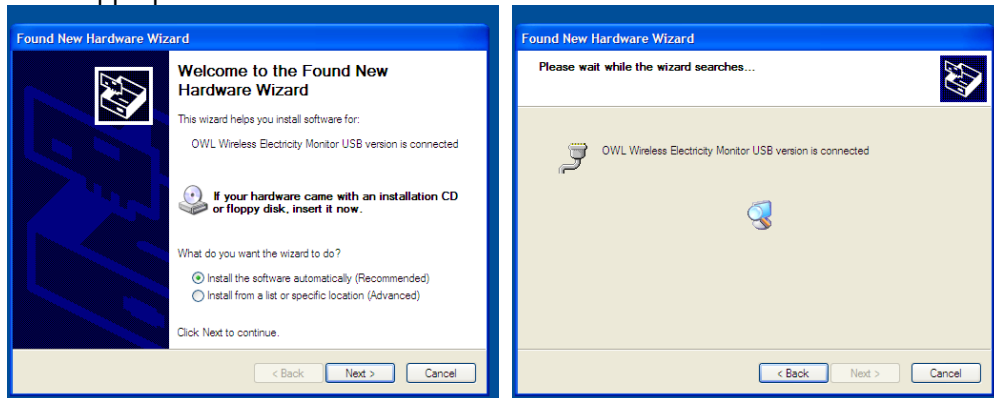 Found New Hardware Wizard
Welcome to the Found New
Hardware Wizard
This wizard helps you install software for:
OWL Wireless Electricity Monitor USB version is connected
If your hardware came with an installation CD
or floppy disk, insert it now.
What do you want the wizard to do?
Install the software automatically (Recommended)
Install from a list or specific location (Advanced)
Click Next to continue.
< Back Next > Cancel
Found New Hardware Wizard
Please wait while the wizard searches...
OWL Wireless Electricity Monitor USB version is connected
< Back Next > Cancel